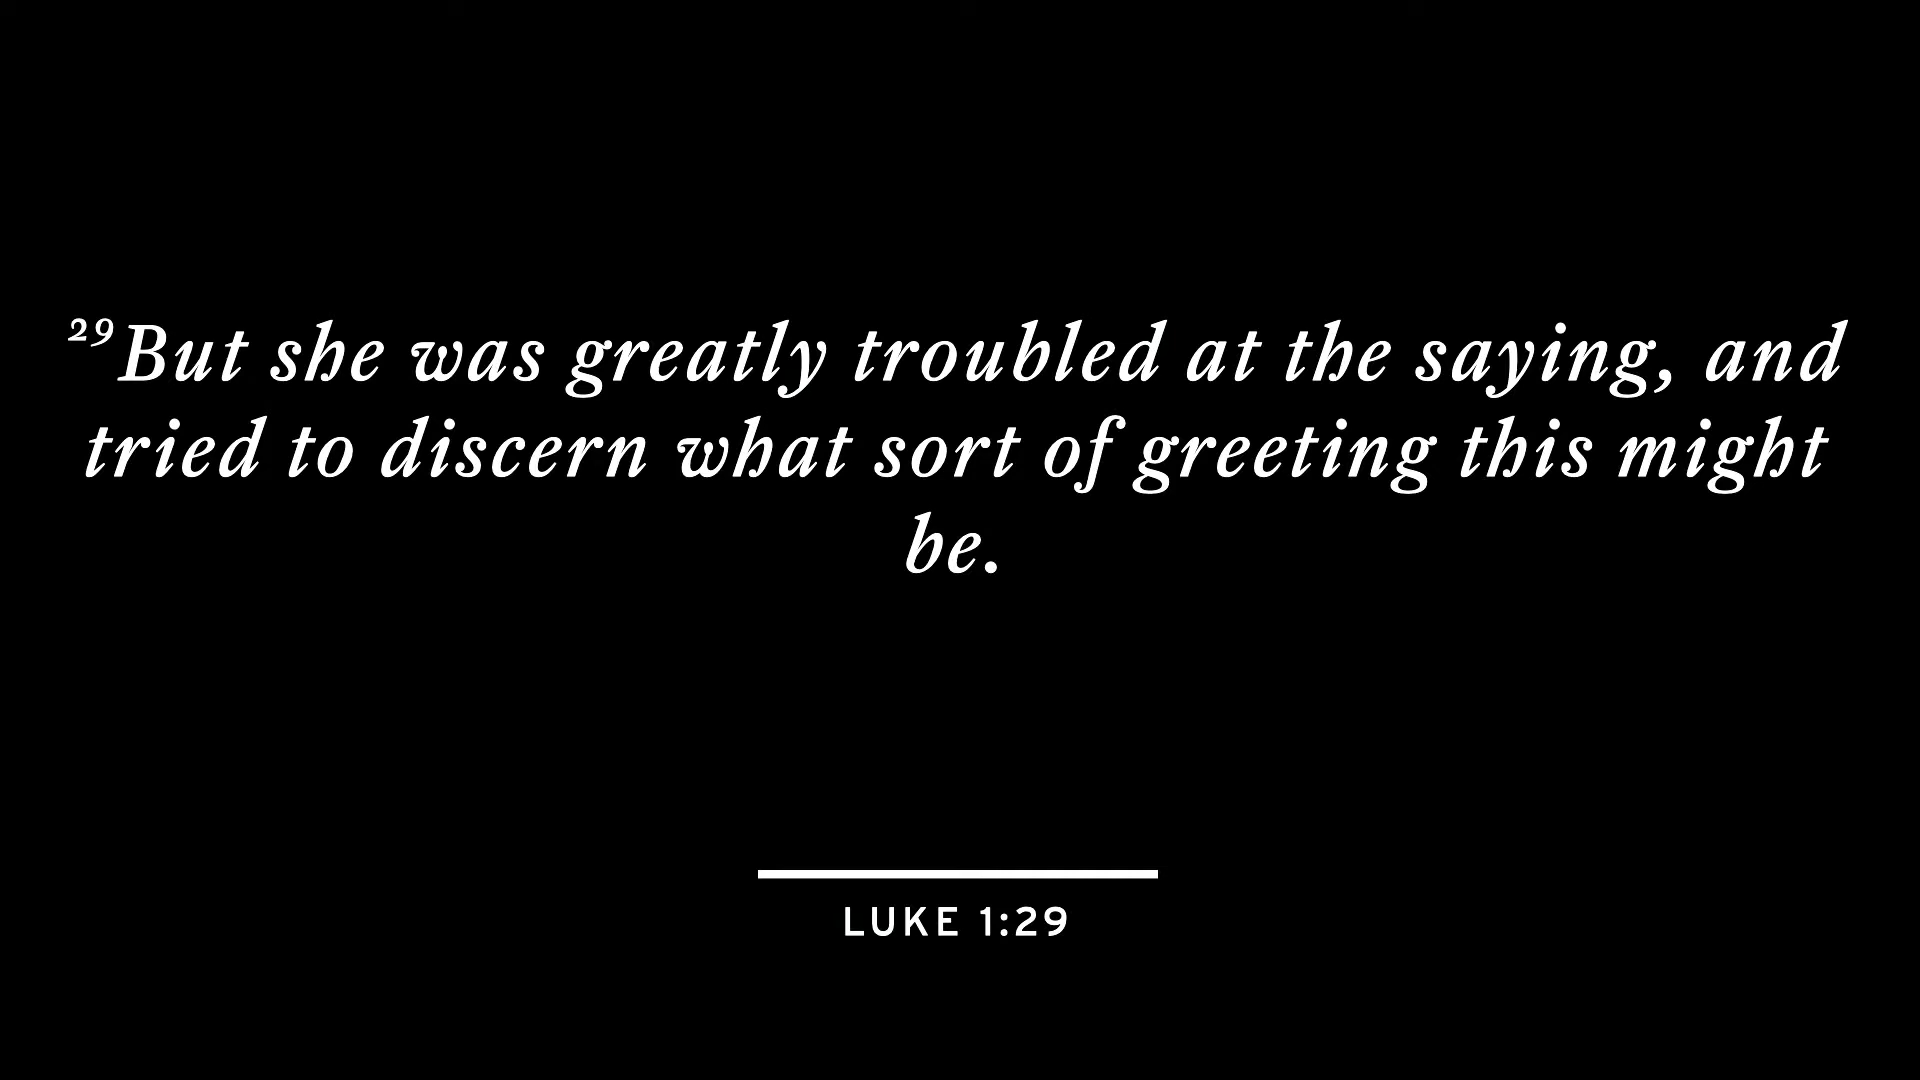 ²⁹But she was greatly troubled at the saying, and
tried to discern what sort of greeting this might
be.
LUKE 1:29